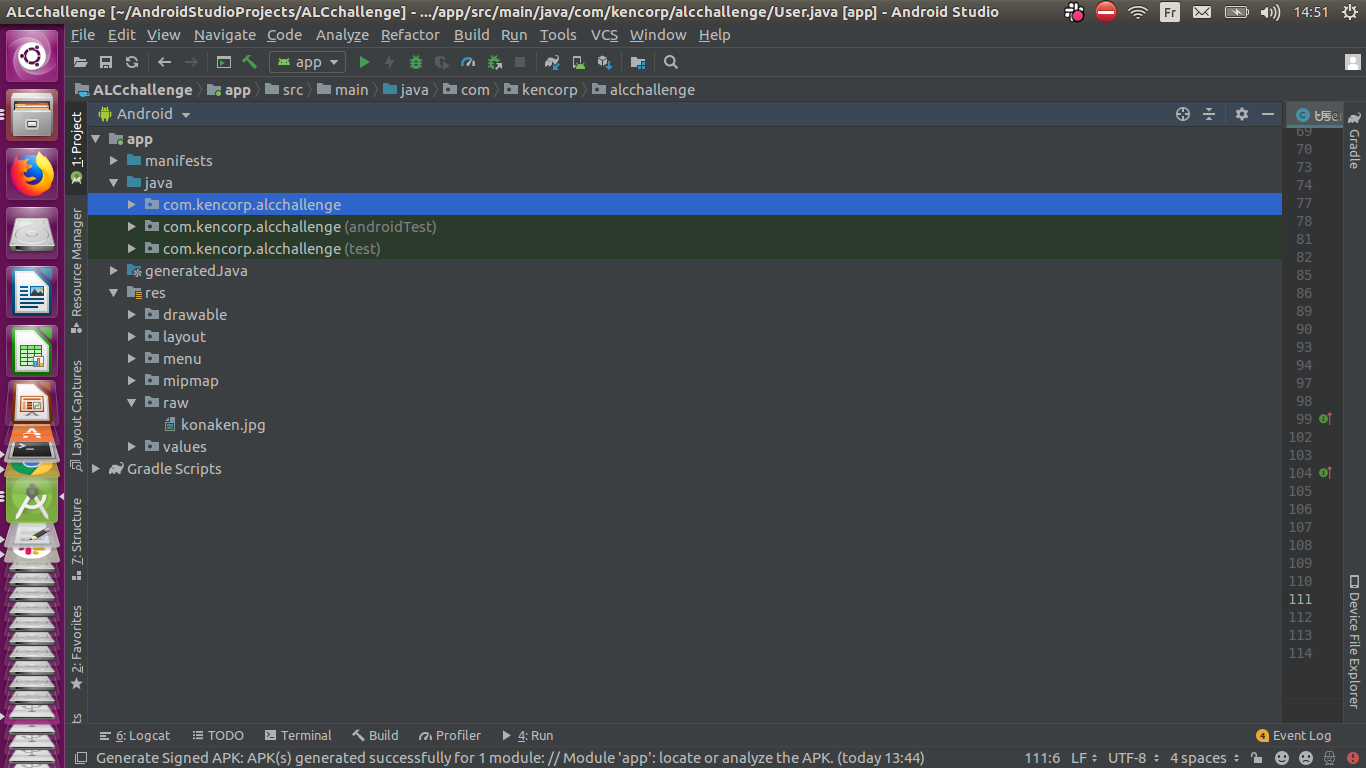 ALCchallenge [~/AndroidStudioProjects/ALCchallenge] - .../app/src/main/java/com/kencorp/alcchallenge/User.java [app] - Android Studio
Fr
14:51
File Edit View Navigate Code Analyze Refactor Build Run Tools VCS Window Help
app
ALCchallenge app src main java com kencorp alcchallenge
Android
1: Project
Resource Manager
Layout Captures
7: Structure
2: Favorites
app
manifests
java
com.kencorp.alcchallenge
com.kencorp.alcchallenge (androidTest)
com.kencorp.alcchallenge (test)
generatedJava
res
drawable
layout
menu
mipmap
raw
konaken.jpg
values
Gradle Scripts
69
70
73
74
77
78
81
82
85
86
89
90
93
94
97
98
99
102
103
104
105
106
107
108
109
110
111
112
113
114
Gradle
Device File Explorer
6: Logcat TODO Terminal Build Profiler 4: Run
4 Event Log
Generate Signed APK: APK(s) generated successfully for 1 module: // Module 'app': locate or analyze the APK. (today 13:44)
111:6 LF UTF-8 4 spaces